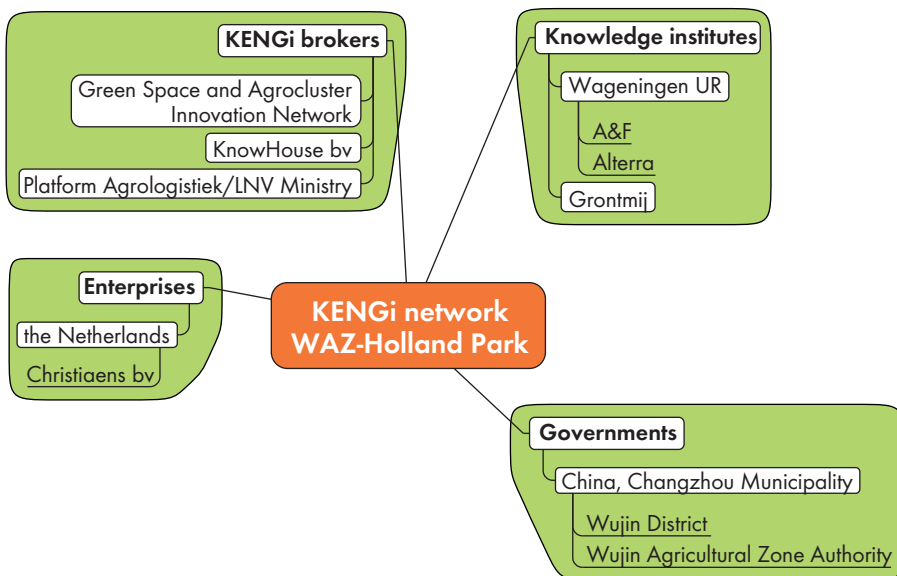 KENGi brokers
Green Space and Agrocluster
Innovation Network
KnowHouse bv
Platform Agrologistiek/LNV Ministry
Knowledge institutes
Wageningen UR
A&F
Alterra
Grontmij
Enterprises
the Netherlands
Christiaens bv
KENGi network
WAZ-Holland Park
Governments
China, Changzhou Municipality
Wujin District
Wujin Agricultural Zone Authority